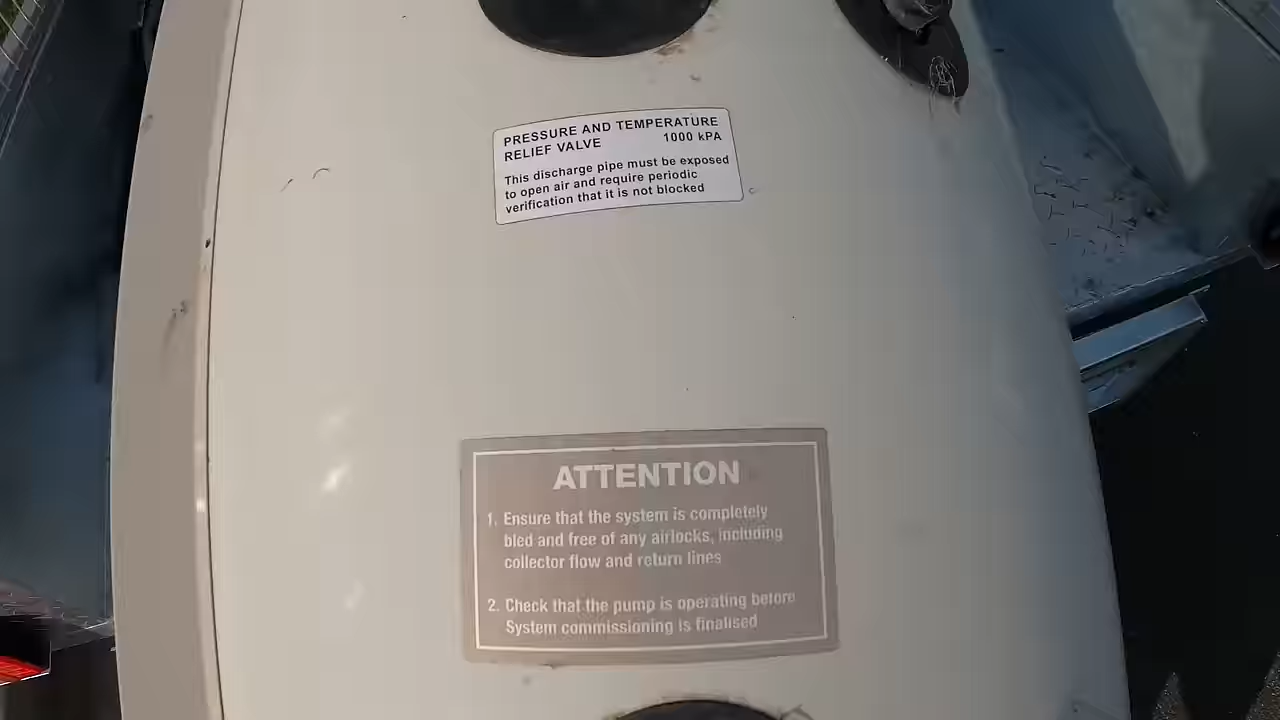 PRESSURE AND TEMPERATURE
RELIEF VALVE 1000 kPA
This discharge pipe must be exposed
to open air and require periodic
verification that it is not blocked
ATTENTION
1. Ensure that the system is completely
bled and free of any airlocks, including
collector flow and return lines
2. Check that the pump is operating before
System commissioning is finalised